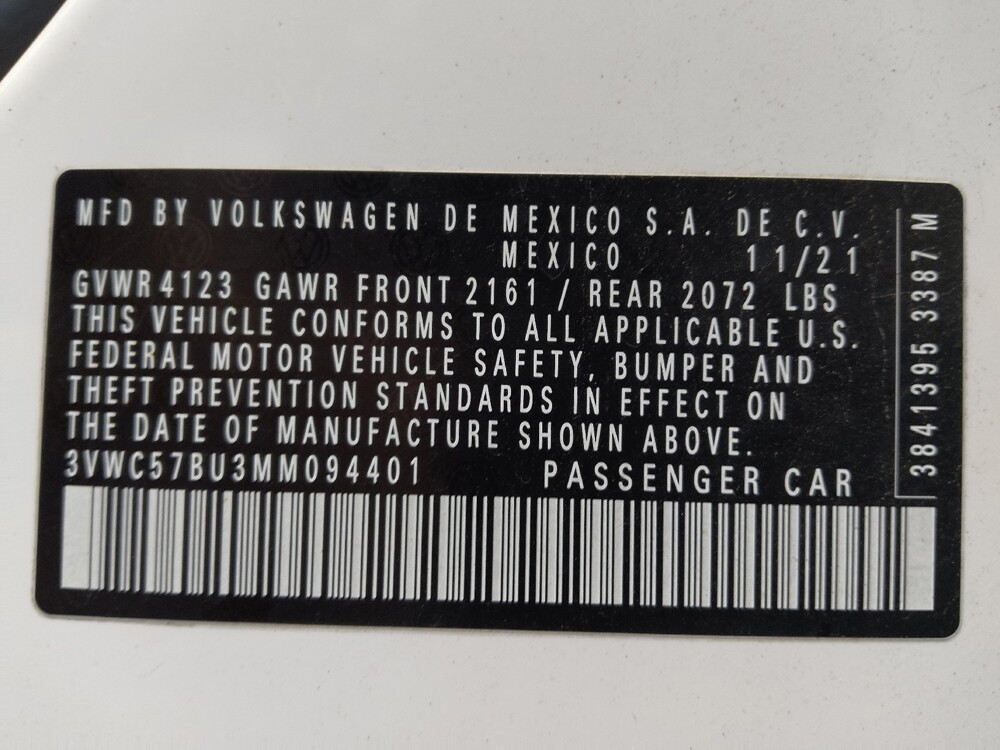 MFD BY VOLKSWAGEN DE MEXICO S.A. DE C.V.
MEXICO 11/21
GVWR 4123 GAWR FRONT 2161 / REAR 2072 LBS
THIS VEHICLE CONFORMS TO ALL APPLICABLE U.S.
FEDERAL MOTOR VEHICLE SAFETY, BUMPER AND
THEFT PREVENTION STANDARDS IN EFFECT ON
THE DATE OF MANUFACTURE SHOWN ABOVE.
3VWC57BU3MM094401 PASSENGER CAR
3841395 3387 M